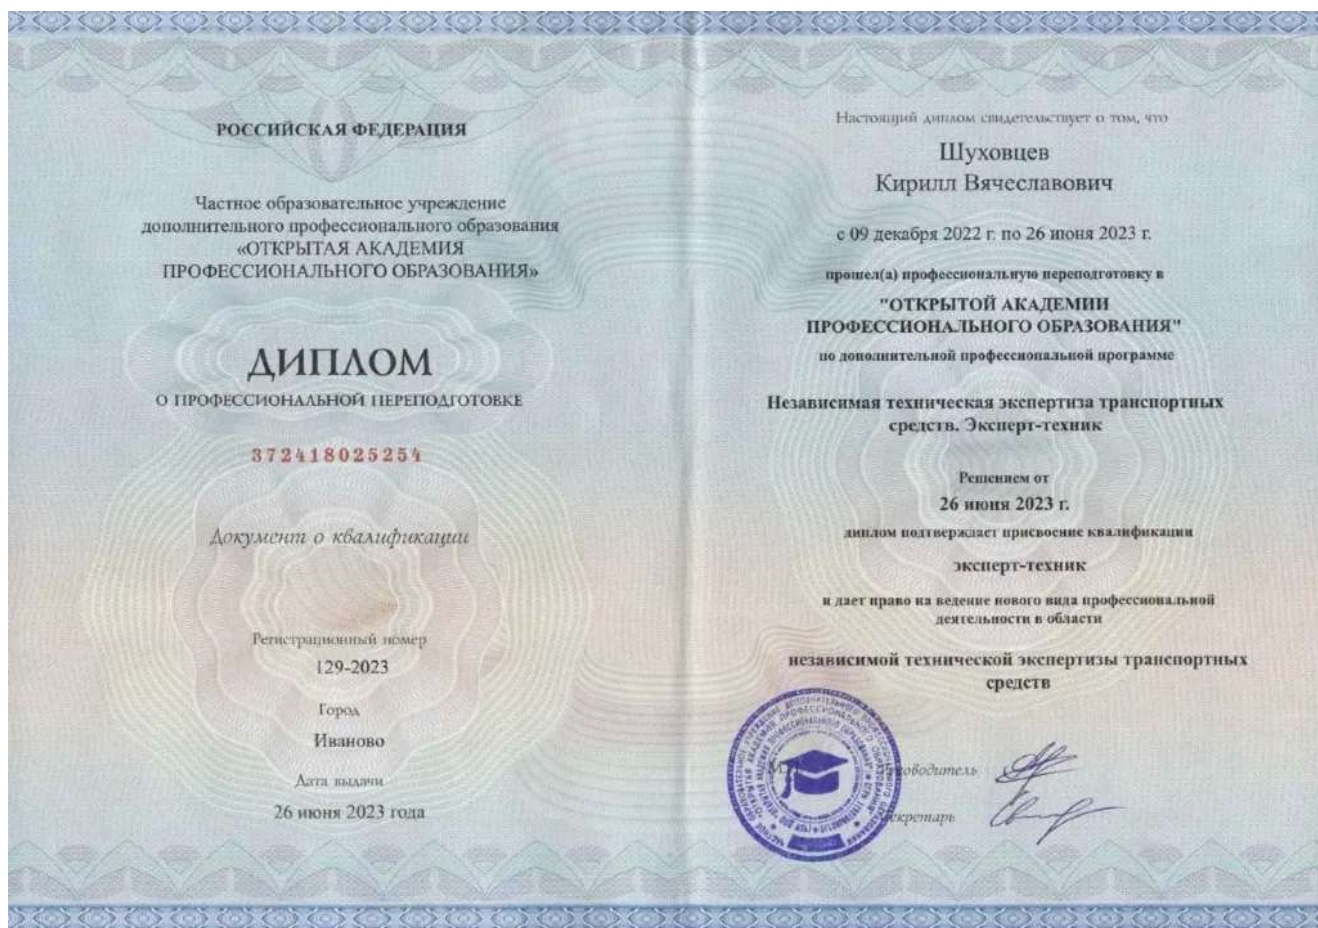 РОССИЙСКАЯ ФЕДЕРАЦИЯ
Частное образовательное учреждение
дополнительного профессионального образования
«ОТКРЫТАЯ АКАДЕМИЯ
ПРОФЕССИОНАЛЬНОГО ОБРАЗОВАНИЯ»
ДИПЛОМ
О ПРОФЕССИОНАЛЬНОЙ ПЕРЕПОДГОТОВКЕ
372418025254
Документ о квалификации
Регистрационный номер
129-2023
Город
Иваново
Дата выдачи
26 июня 2023 года
Настоящий диплом свидетельствует о том, что
Шуховцев
Кирилл Вячеславович
с 09 декабря 2022 г. по 26 июня 2023 г.
прошел(а) профессиональную переподготовку в
"ОТКРЫТОЙ АКАДЕМИИ
ПРОФЕССИОНАЛЬНОГО ОБРАЗОВАНИЯ"
по дополнительной профессиональной программе
Независимая техническая экспертиза транспортных
средств. Эксперт-техник
Решением от
26 июня 2023 г.
диплом подтверждает присвоение квалификации
эксперт-техник
и дает право на ведение нового вида профессиональной
деятельности в области
независимой технической экспертизы транспортных
средств
Руководитель
Секретарь